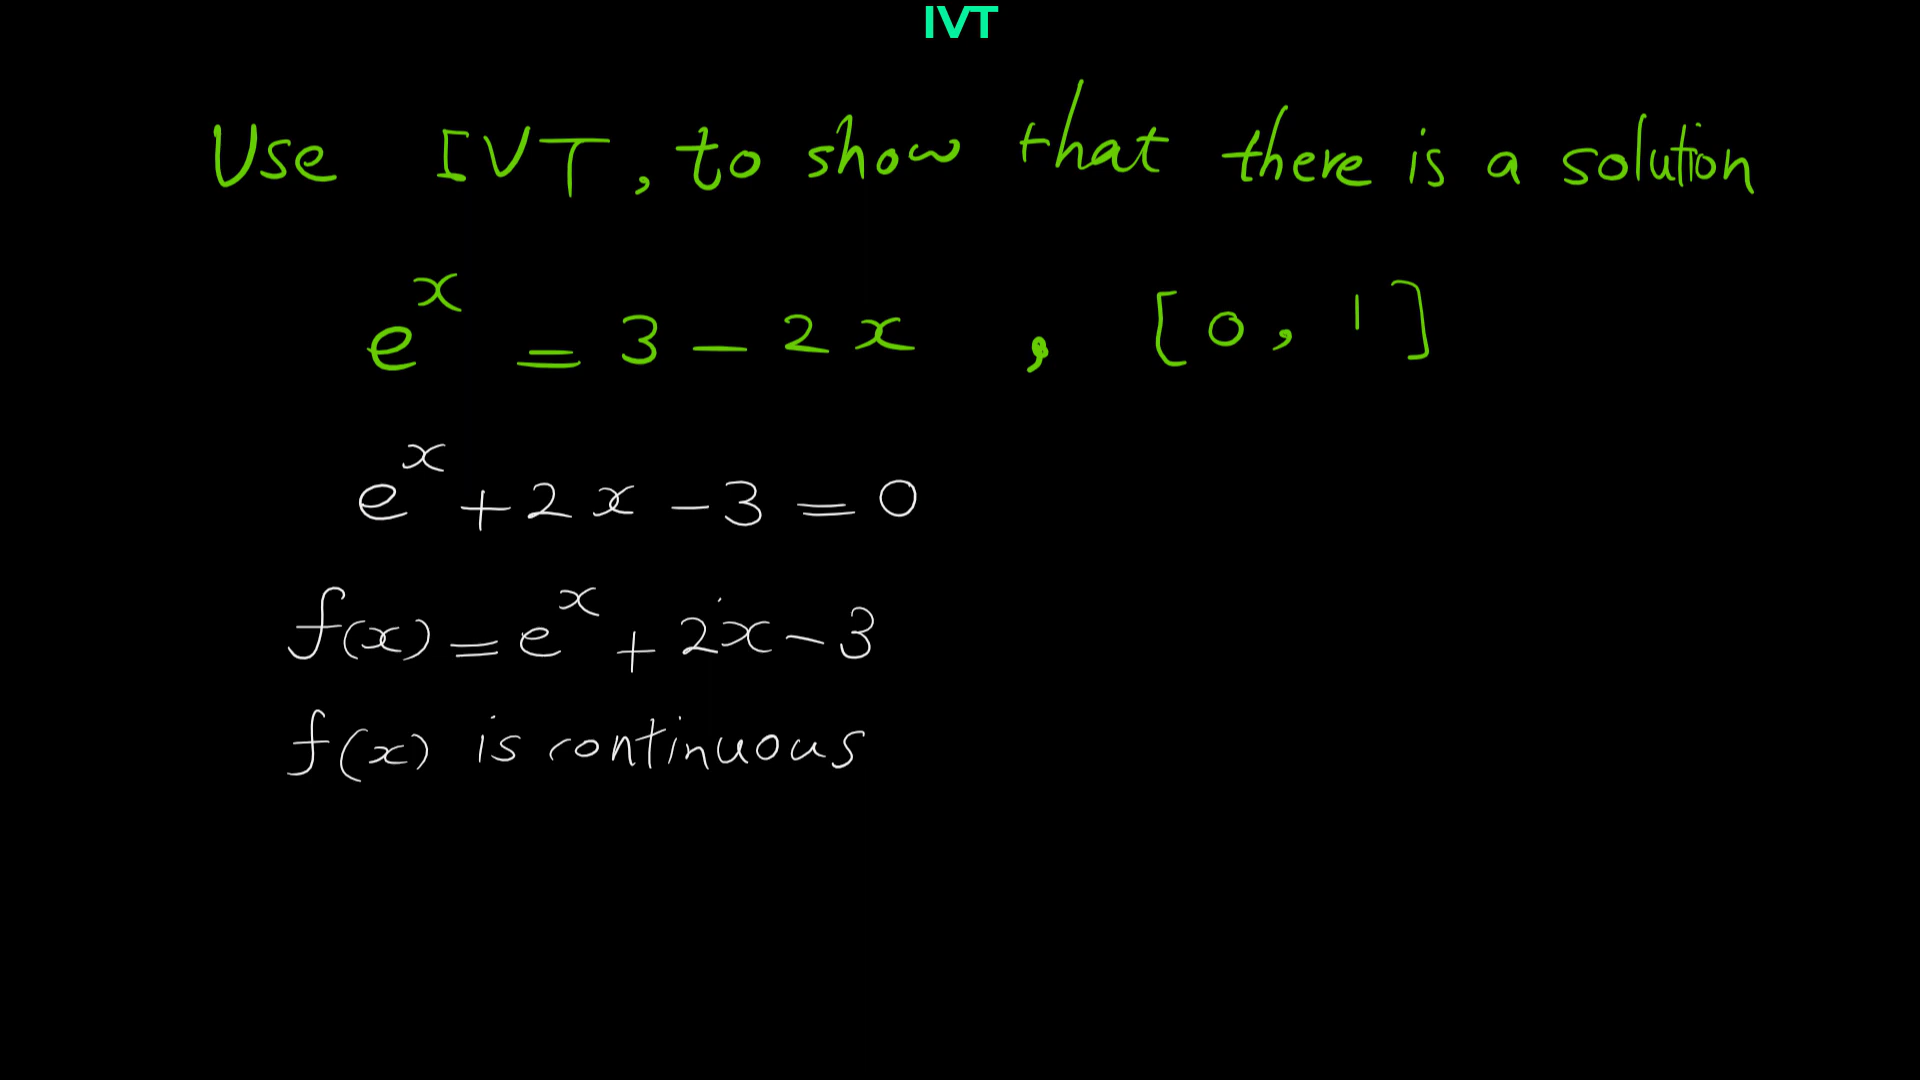 IVT
Use IVT, to show that there is a solution
e^x = 3 - 2x , [0, 1]
e^x + 2x - 3 = 0
f(x) = e^x + 2x - 3
f(x) is continuous